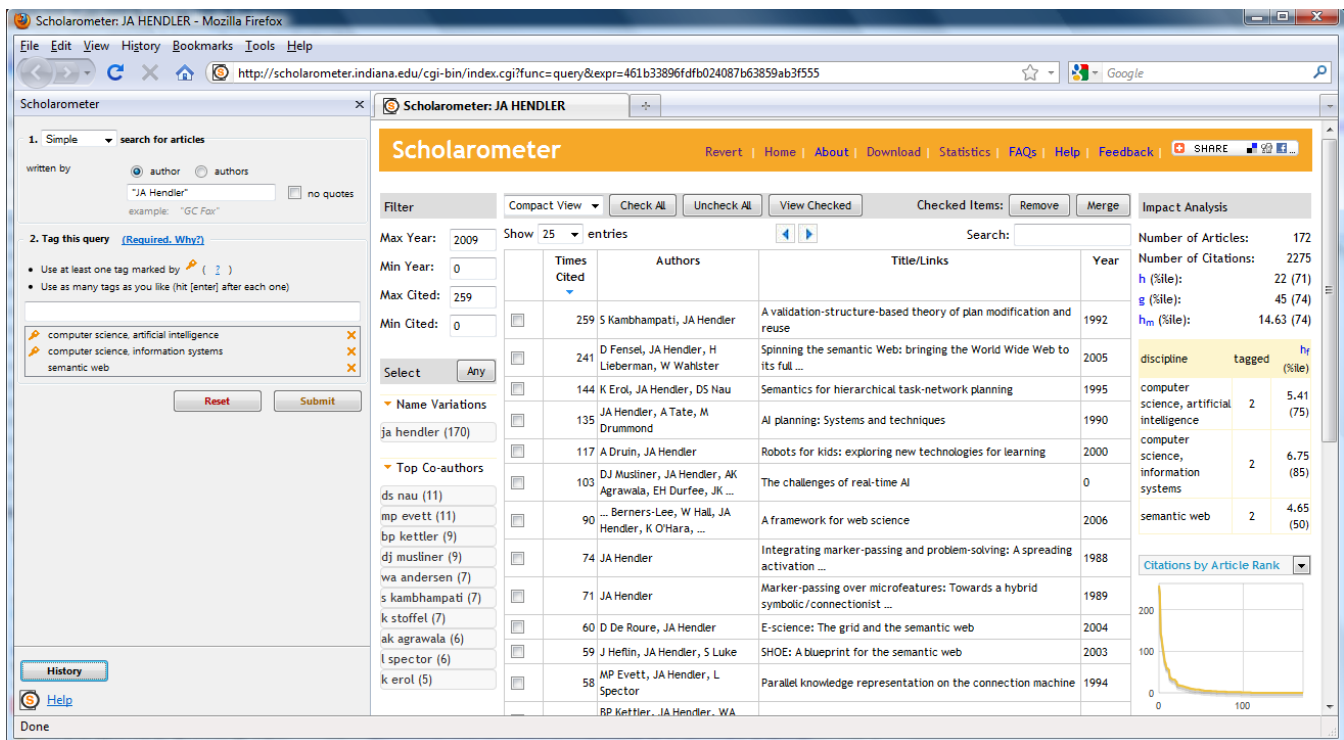 Scholarometer: JA HENDLER - Mozilla Firefox
File Edit View History Bookmarks Tools Help
http://scholarometer.indiana.edu/cgi-bin/index.cgi?func=query&expr=461b33896fdfb024087b63859ab3f555
Google
Scholarometer
1. Simple search for articles
written by
author authors
"JA Hendler" no quotes
example: "GC Fox"
2. Tag this query (Required. Why?)
• Use at least one tag marked by ( ? )
• Use as many tags as you like (hit [enter] after each one)
computer science, artificial intelligence
computer science, information systems
semantic web
Reset Submit
History
Help
Done
Scholarometer: JA HENDLER
Scholarometer
Revert | Home | About | Download | Statistics | FAQs | Help | Feedback | SHARE
Filter
Max Year: 2009
Min Year: 0
Max Cited: 259
Min Cited: 0
Select Any
Name Variations
ja hendler (170)
Top Co-authors
ds nau (11)
mp evett (11)
bp kettler (9)
dj musliner (9)
wa andersen (7)
s kambhampati (7)
k stoffel (7)
ak agrawala (6)
l spector (6)
k erol (5)
Compact View Check All Uncheck All View Checked Checked Items: Remove Merge
Show 25 entries Search:
Times Cited Authors Title/Links Year
259 S Kambhampati, JA Hendler A validation-structure-based theory of plan modification and reuse 1992
241 D Fensel, JA Hendler, H Lieberman, W Wahlster Spinning the semantic Web: bringing the World Wide Web to its full ... 2005
144 K Erol, JA Hendler, DS Nau Semantics for hierarchical task-network planning 1995
135 JA Hendler, A Tate, M Drummond AI planning: Systems and techniques 1990
117 A Druin, JA Hendler Robots for kids: exploring new technologies for learning 2000
103 DJ Musliner, JA Hendler, AK Agrawala, EH Durfee, JK ... The challenges of real-time AI 0
90 ... Berners-Lee, W Hall, JA Hendler, K O'Hara, ... A framework for web science 2006
74 JA Hendler Integrating marker-passing and problem-solving: A spreading activation ... 1988
71 JA Hendler Marker-passing over microfeatures: Towards a hybrid symbolic/connectionist ... 1989
60 D De Roure, JA Hendler E-science: The grid and the semantic web 2004
59 J Heflin, JA Hendler, S Luke SHOE: A blueprint for the semantic web 2003
58 MP Evett, JA Hendler, L Spector Parallel knowledge representation on the connection machine 1994
BP Kettler, JA Hendler, WA
Impact Analysis
Number of Articles: 172
Number of Citations: 2275
h (%ile): 22 (71)
g (%ile): 45 (74)
hm (%ile): 14.63 (74)
discipline tagged hf (%ile)
computer science, artificial intelligence 2 5.41 (75)
computer science, information systems 2 6.75 (85)
semantic web 2 4.65 (50)
Citations by Article Rank
200
100
0
0 100